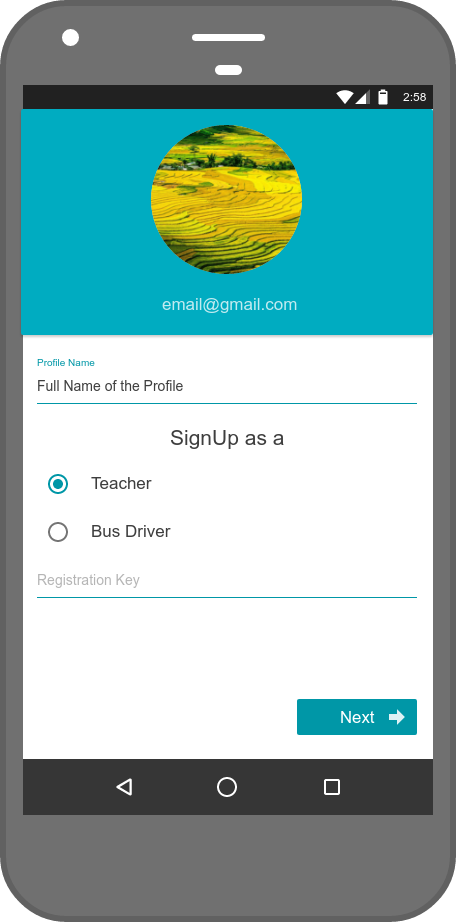 2:58
email@gmail.com
Profile Name
Full Name of the Profile
SignUp as a
Teacher
Bus Driver
Registration Key
Next